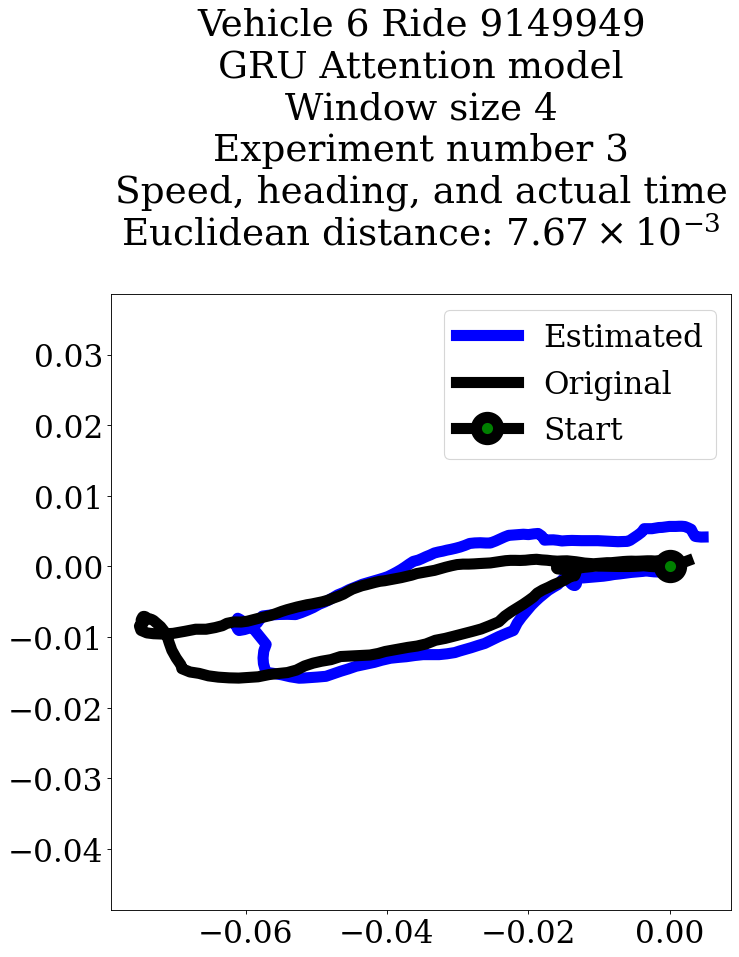 Vehicle 6 Ride 9149949
GRU Attention model
Window size 4
Experiment number 3
Speed, heading, and actual time
Euclidean distance: 7.67 × 10⁻³
Estimated
Original
Start
0.03
0.02
0.01
0.00
−0.01
−0.02
−0.03
−0.04
−0.06 −0.04 −0.02 0.00